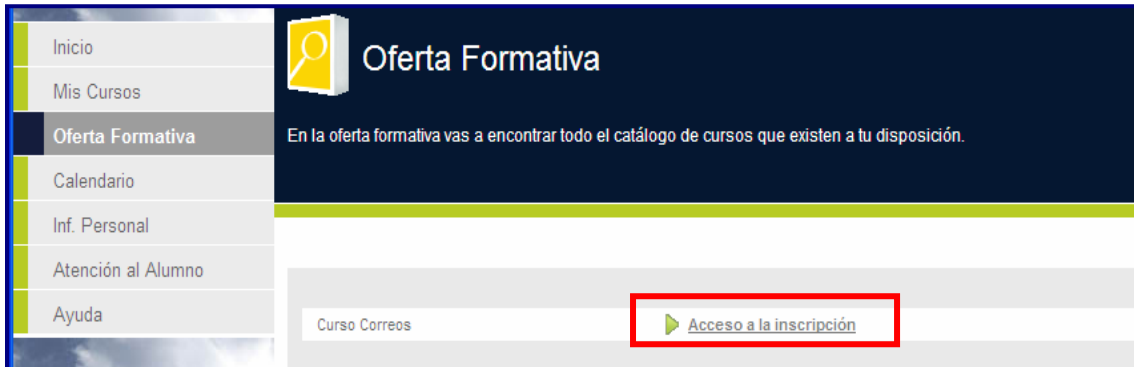 Inicio
Mis Cursos
Oferta Formativa
Calendario
Inf. Personal
Atención al Alumno
Ayuda
Oferta Formativa
En la oferta formativa vas a encontrar todo el catálogo de cursos que existen a tu disposición.
Curso Correos Acceso a la inscripción